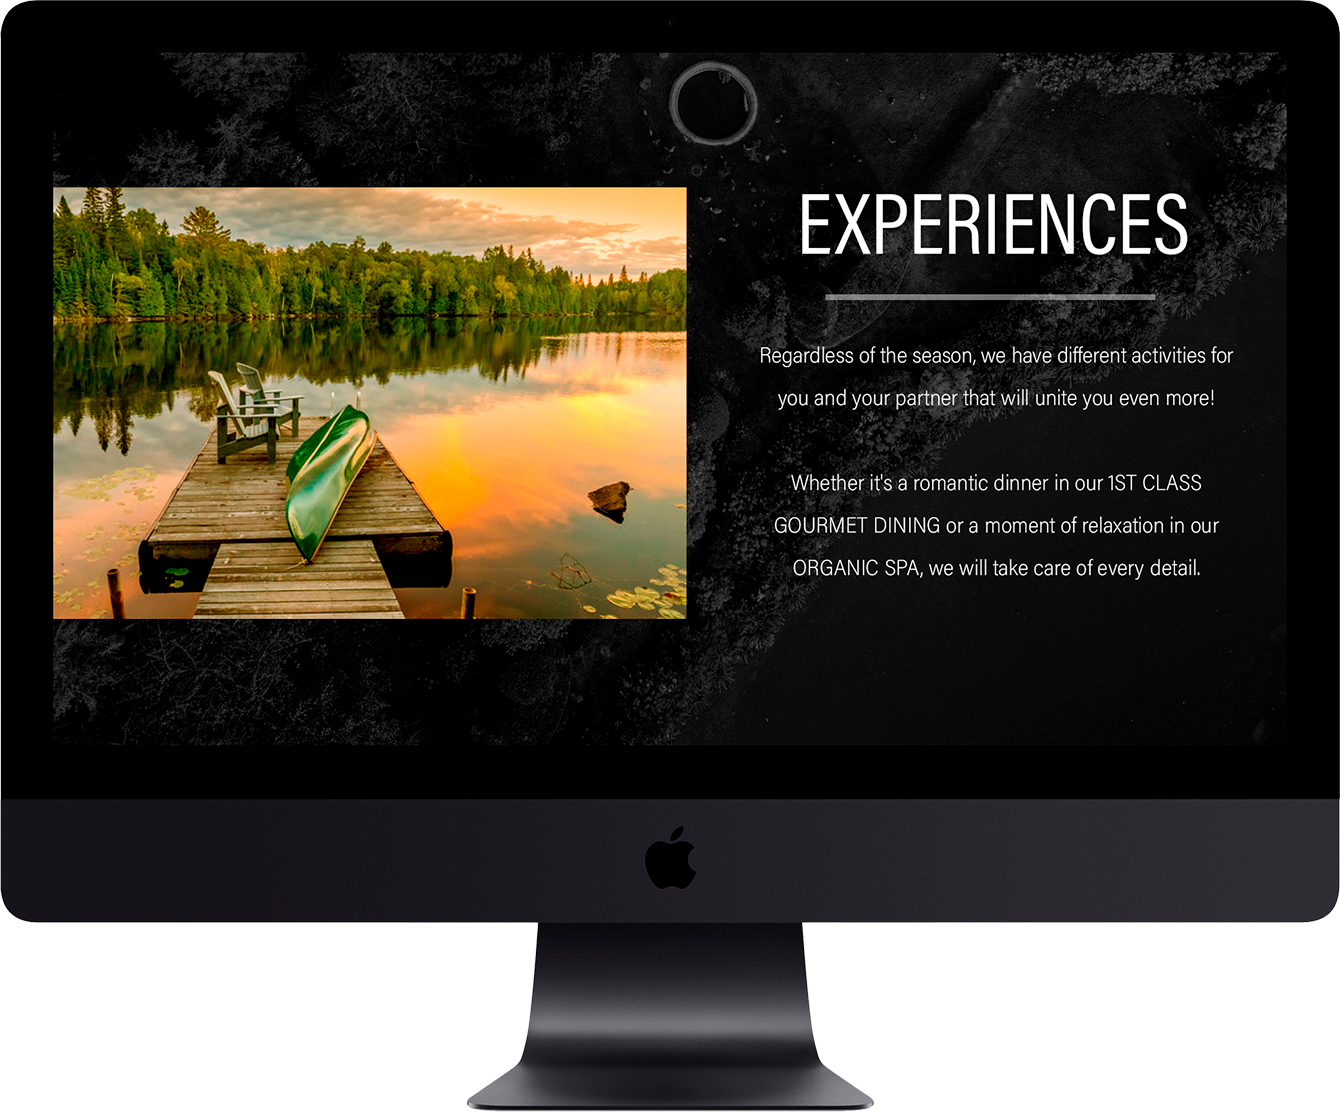 EXPERIENCES
Regardless of the season, we have different activities for
you and your partner that will unite you even more!
Whether it's a romantic dinner in our 1ST CLASS
GOURMET DINING or a moment of relaxation in our
ORGANIC SPA, we will take care of every detail.